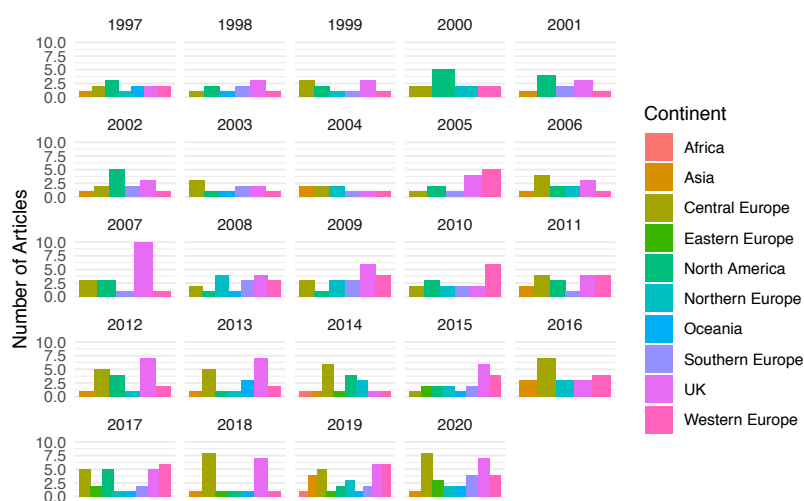 1997 1998 1999 2000 2001
10.0
7.5
5.0
2.5
0.0
2002 2003 2004 2005 2006
10.0
7.5
5.0
2.5
0.0
2007 2008 2009 2010 2011
10.0
7.5
5.0
2.5
0.0
2012 2013 2014 2015 2016
10.0
7.5
5.0
2.5
0.0
2017 2018 2019 2020
10.0
7.5
5.0
2.5
0.0
Number of Articles
Continent
Africa
Asia
Central Europe
Eastern Europe
North America
Northern Europe
Oceania
Southern Europe
UK
Western Europe